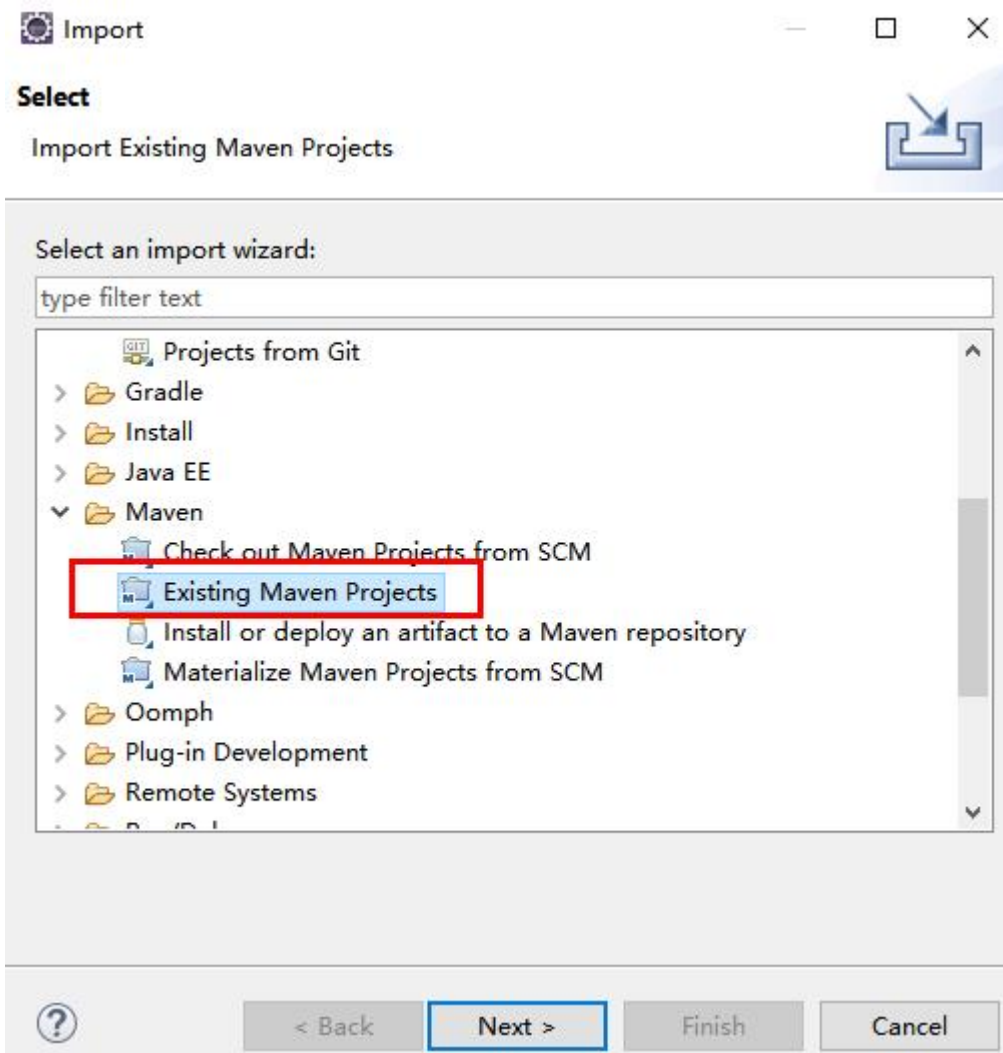 Import
Select
Import Existing Maven Projects
Select an import wizard:
type filter text
GIT Projects from Git
Gradle
Install
Java EE
Maven
Check out Maven Projects from SCM
Existing Maven Projects
Install or deploy an artifact to a Maven repository
Materialize Maven Projects from SCM
Oomph
Plug-in Development
Remote Systems
? < Back Next > Finish Cancel